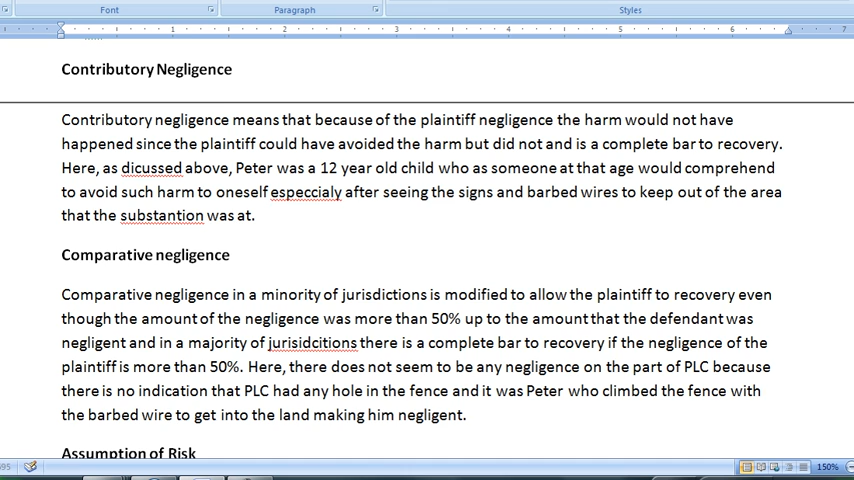 Font
Paragraph
Styles
1
2
3
4
5
6
7
Contributory Negligence
Contributory negligence means that because of the plaintiff negligence the harm would not have
happened since the plaintiff could have avoided the harm but did not and is a complete bar to recovery.
Here, as dicussed above, Peter was a 12 year old child who as someone at that age would comprehend
to avoid such harm to oneself especcialy after seeing the signs and barbed wires to keep out of the area
that the substantion was at.
Comparative negligence
Comparative negligence in a minority of jurisdictions is modified to allow the plaintiff to recovery even
though the amount of the negligence was more than 50% up to the amount that the defendant was
negligent and in a majority of jurisidcitions there is a complete bar to recovery if the negligence of the
plaintiff is more than 50%. Here, there does not seem to be any negligence on the part of PLC because
there is no indication that PLC had any hole in the fence and it was Peter who climbed the fence with
the barbed wire to get into the land making him negligent.
Assumption of Risk
150%